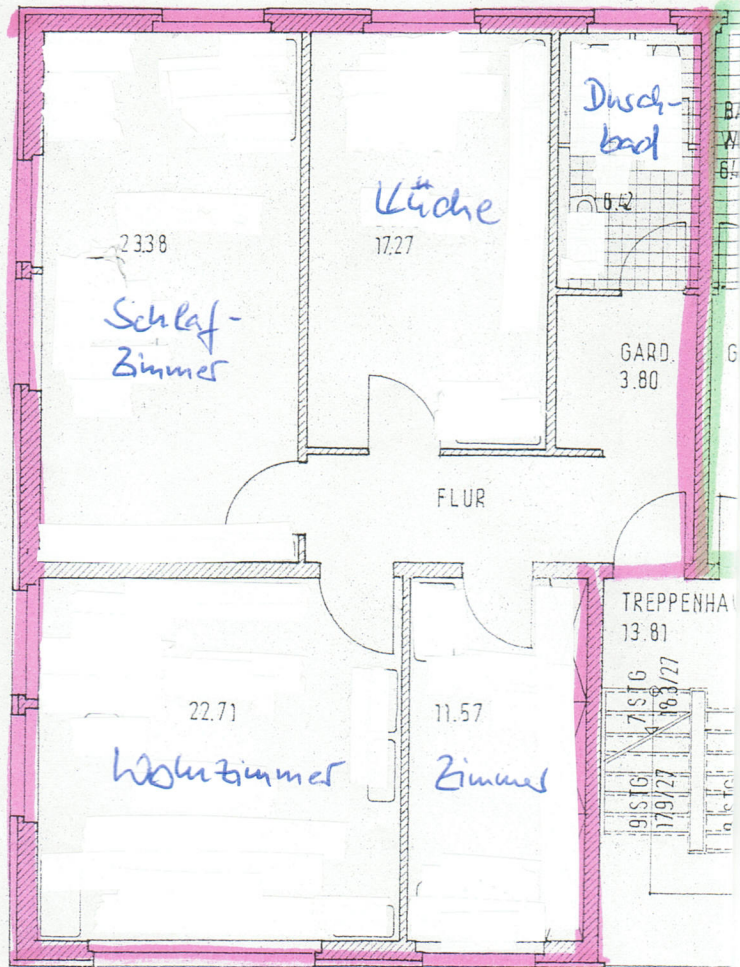 Dusch-
bad
BA
Küche
6.42
23.38
17.27
Schlaf-
Zimmer
GARD.
3.80
G
FLUR
TREPPENHA
13.81
7 STG
18.3/27
22.71
11.57
Wohnzimmer
Zimmer
9 STG
17.9/27